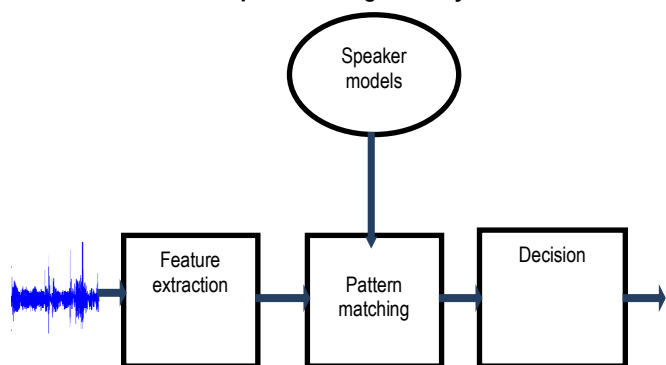 Speaker
models
Feature
extraction
Pattern
matching
Decision